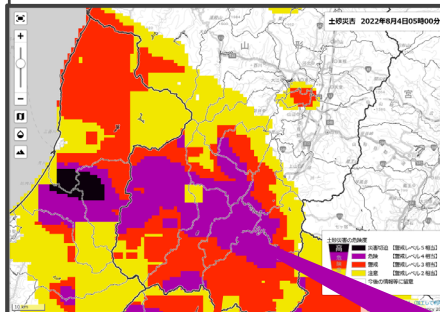 土砂災害 2022年8月4日05時00分
山
形
宮
土砂災害の危険度
高
危
険
災害切迫 【警戒レベル5相当】
危険 【警戒レベル4相当】
警戒 【警戒レベル3相当】
注意 【警戒レベル2相当】
今後の情報等に留意
10 km